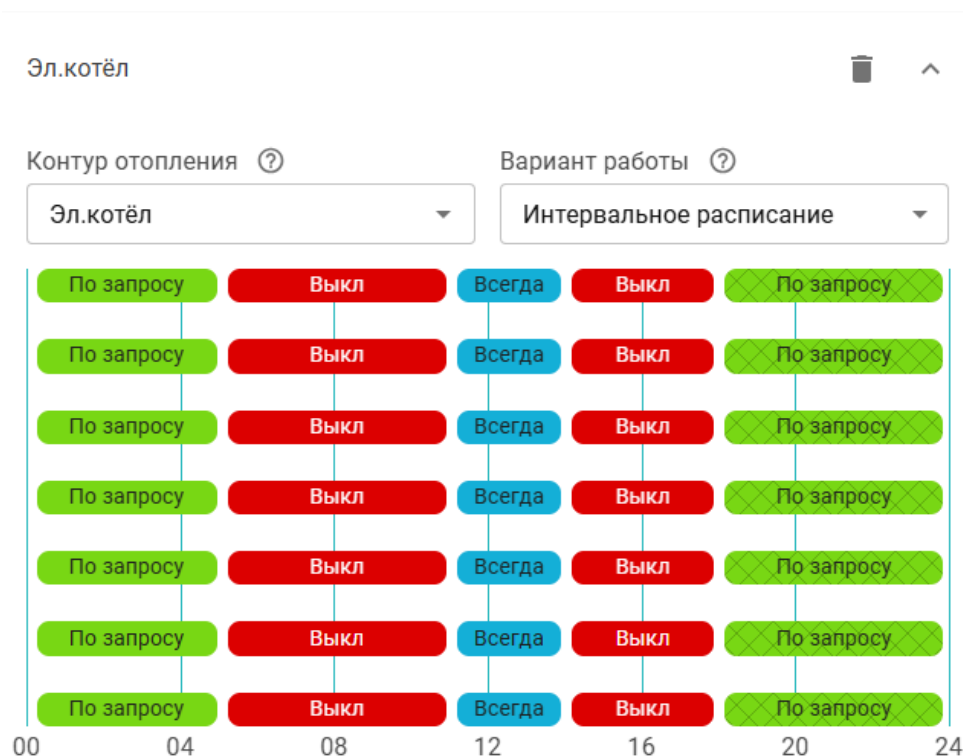 Эл.котёл
Контур отопления Вариант работы
Эл.котёл Интервальное расписание
По запросу Выкл Всегда Выкл По запросу
По запросу Выкл Всегда Выкл По запросу
По запросу Выкл Всегда Выкл По запросу
По запросу Выкл Всегда Выкл По запросу
По запросу Выкл Всегда Выкл По запросу
По запросу Выкл Всегда Выкл По запросу
По запросу Выкл Всегда Выкл По запросу
00 04 08 12 16 20 24